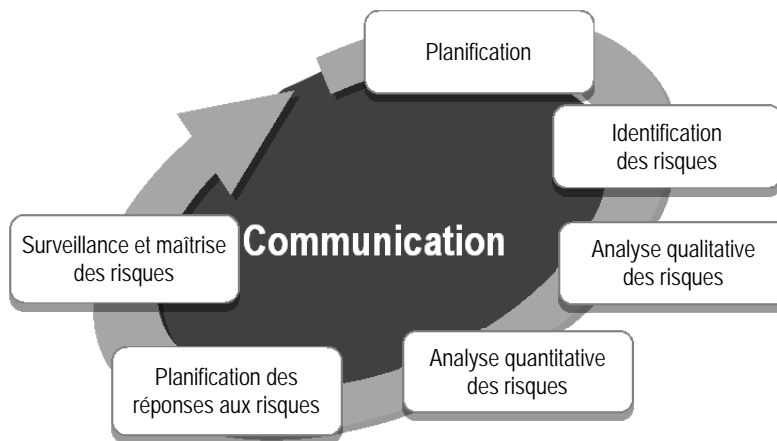 Planification
Identification
des risques
Analyse qualitative
des risques
Analyse quantitative
des risques
Planification des
réponses aux risques
Surveillance et maîtrise
des risques
Communication